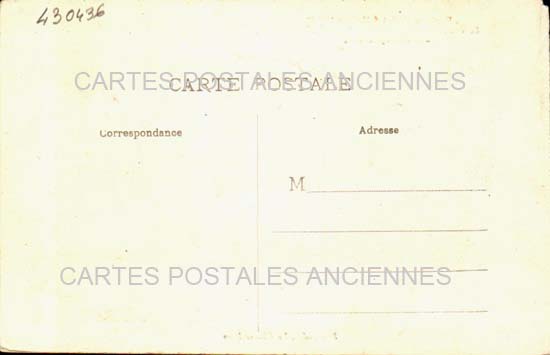 430436
CARTES POSTALES ANCIENNES
CARTE POSTALE
Correspondance
Adresse
M
CARTES POSTALES ANCIENNES